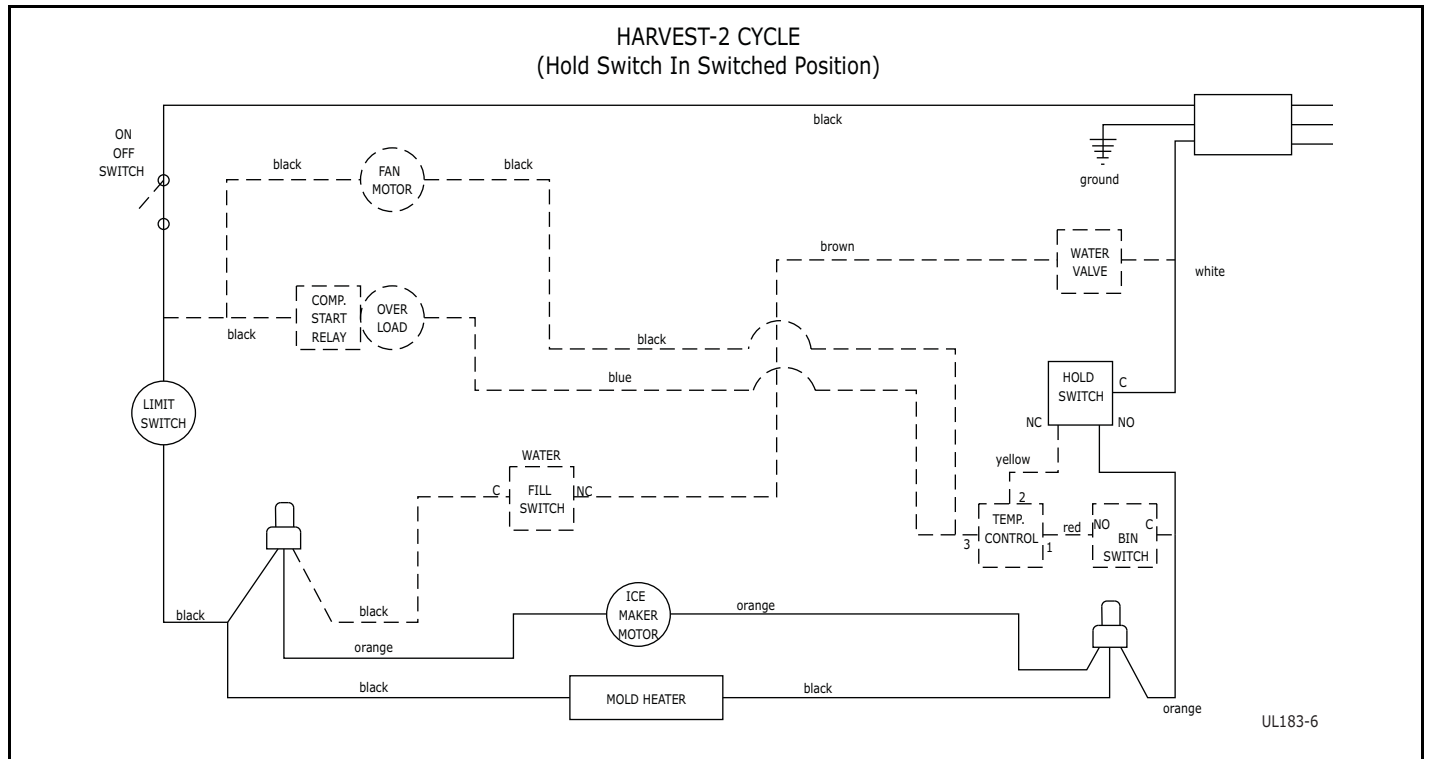 HARVEST-2 CYCLE
(Hold Switch In Switched Position)
black
ON
OFF
SWITCH
black
FAN
MOTOR
black
ground
brown
WATER
VALVE
white
COMP.
START
RELAY
OVER
LOAD
black
black
blue
HOLD
SWITCH
C
NC
NO
LIMIT
SWITCH
yellow
WATER
C
FILL
SWITCH
NC
2
TEMP.
CONTROL
3
1
red
NO
C
BIN
SWITCH
black
black
orange
ICE
MAKER
MOTOR
orange
black
MOLD HEATER
black
orange
UL183-6